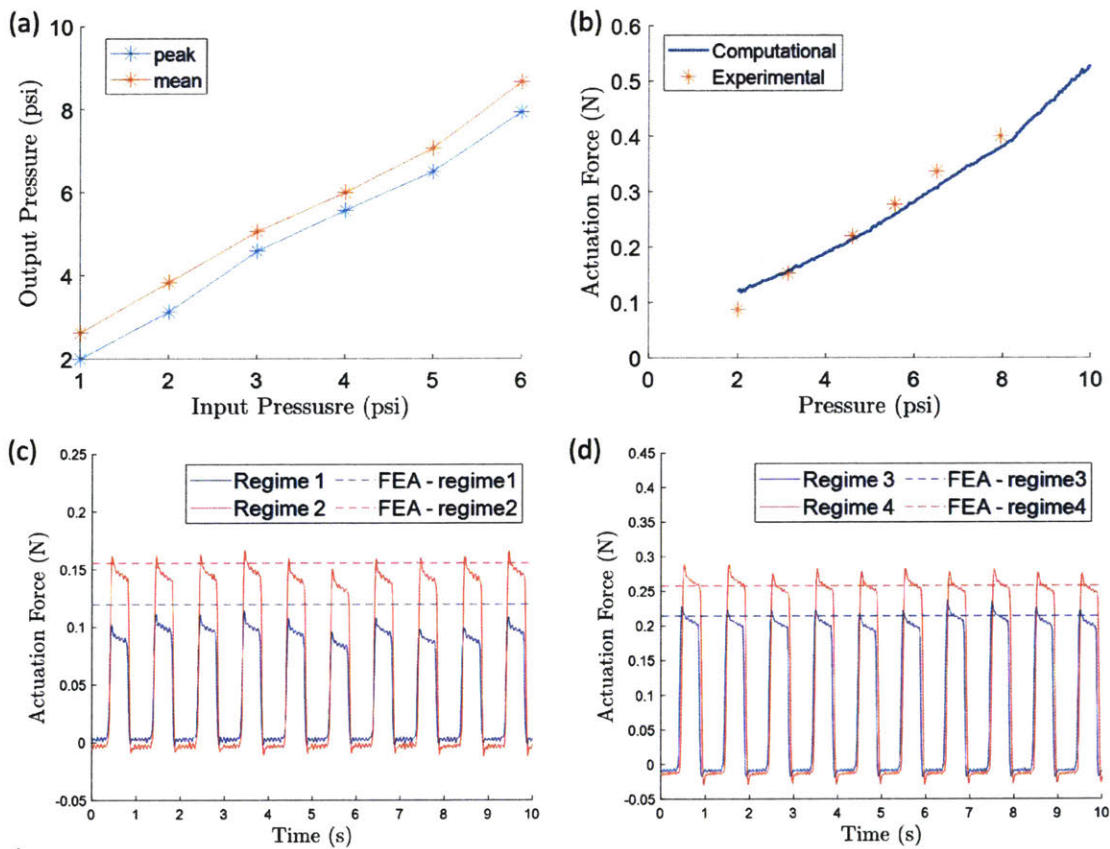 (a)
10
8
6
4
2
Output Pressure (psi)
peak
mean
1 2 3 4 5 6
Input Pressusre (psi)
(b)
0.6
0.5
0.4
0.3
0.2
0.1
0
Actuation Force (N)
Computational
Experimental
0 2 4 6 8 10
Pressure (psi)
(c)
0.25
0.20
0.15
0.1
0.05
0
-0.05
Actuation Force (N)
Regime 1 FEA - regime1
Regime 2 FEA - regime2
0 1 2 3 4 5 6 7 8 9 10
Time (s)
(d)
0.45
0.4
0.35
0.3
0.25
0.2
0.15
0.1
0.05
0
-0.05
Actuation Force (N)
Regime 3 FEA - regime3
Regime 4 FEA - regime4
0 1 2 3 4 5 6 7 8 9 10
Time (s)